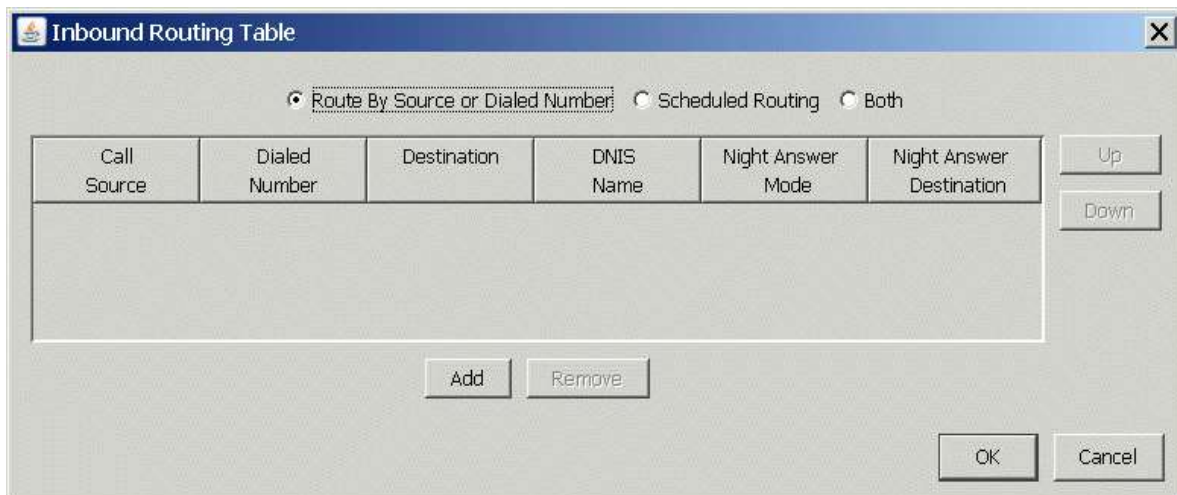 Inbound Routing Table
Route By Source or Dialed Number Scheduled Routing Both
Call Source Dialed Number Destination DNIS Name Night Answer Mode Night Answer Destination
Up
Down
Add Remove
OK Cancel